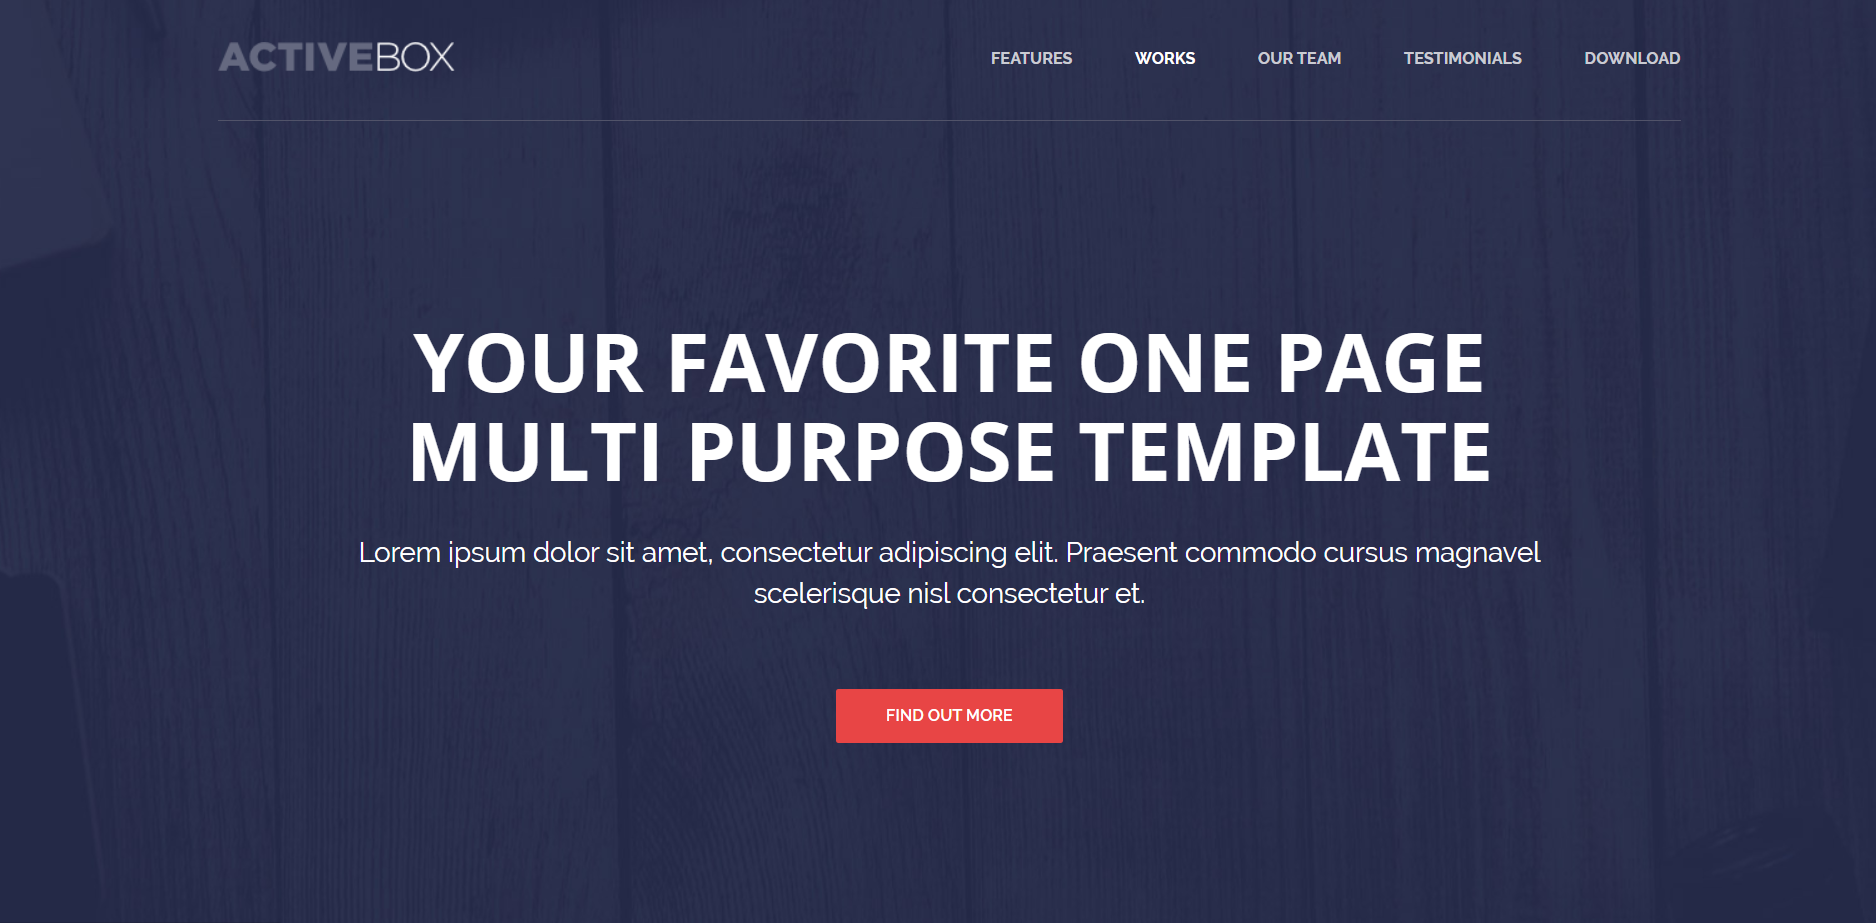 ACTIVEBOX
FEATURES WORKS OUR TEAM TESTIMONIALS DOWNLOAD
YOUR FAVORITE ONE PAGE
MULTI PURPOSE TEMPLATE
Lorem ipsum dolor sit amet, consectetur adipiscing elit. Praesent commodo cursus magnavel
scelerisque nisl consectetur et.
FIND OUT MORE